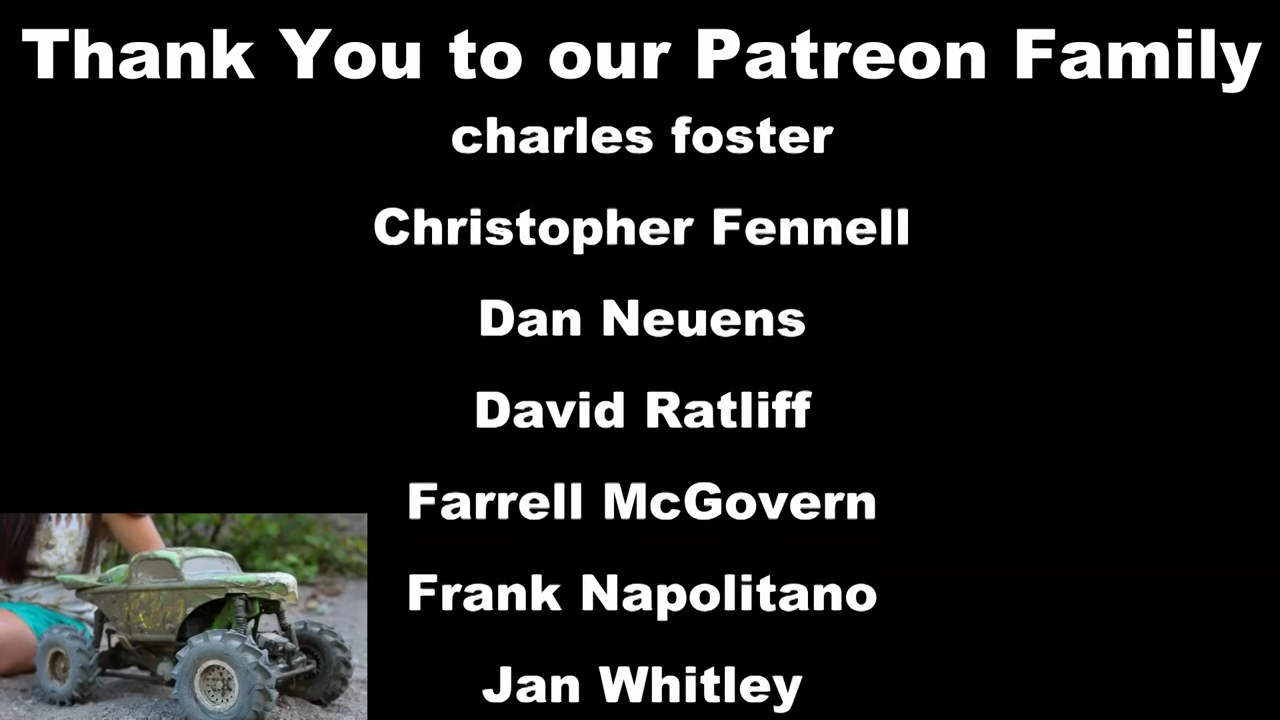 Thank You to our Patreon Family
charles foster
Christopher Fennell
Dan Neuens
David Ratliff
Farrell McGovern
Frank Napolitano
Jan Whitley